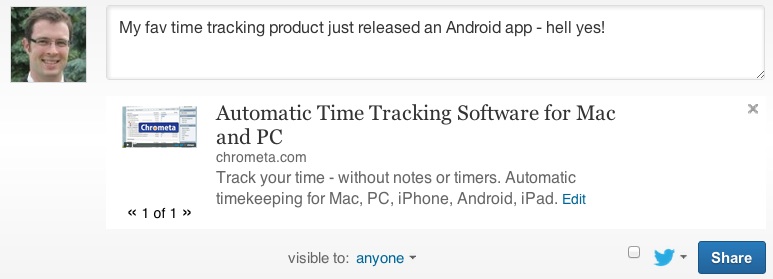 My fav time tracking product just released an Android app - hell yes!
Automatic Time Tracking Software for Mac
and PC
chrometa.com
Track your time - without notes or timers. Automatic
timekeeping for Mac, PC, iPhone, Android, iPad. Edit
Chrometa
« 1 of 1 »
visible to: anyone
Share